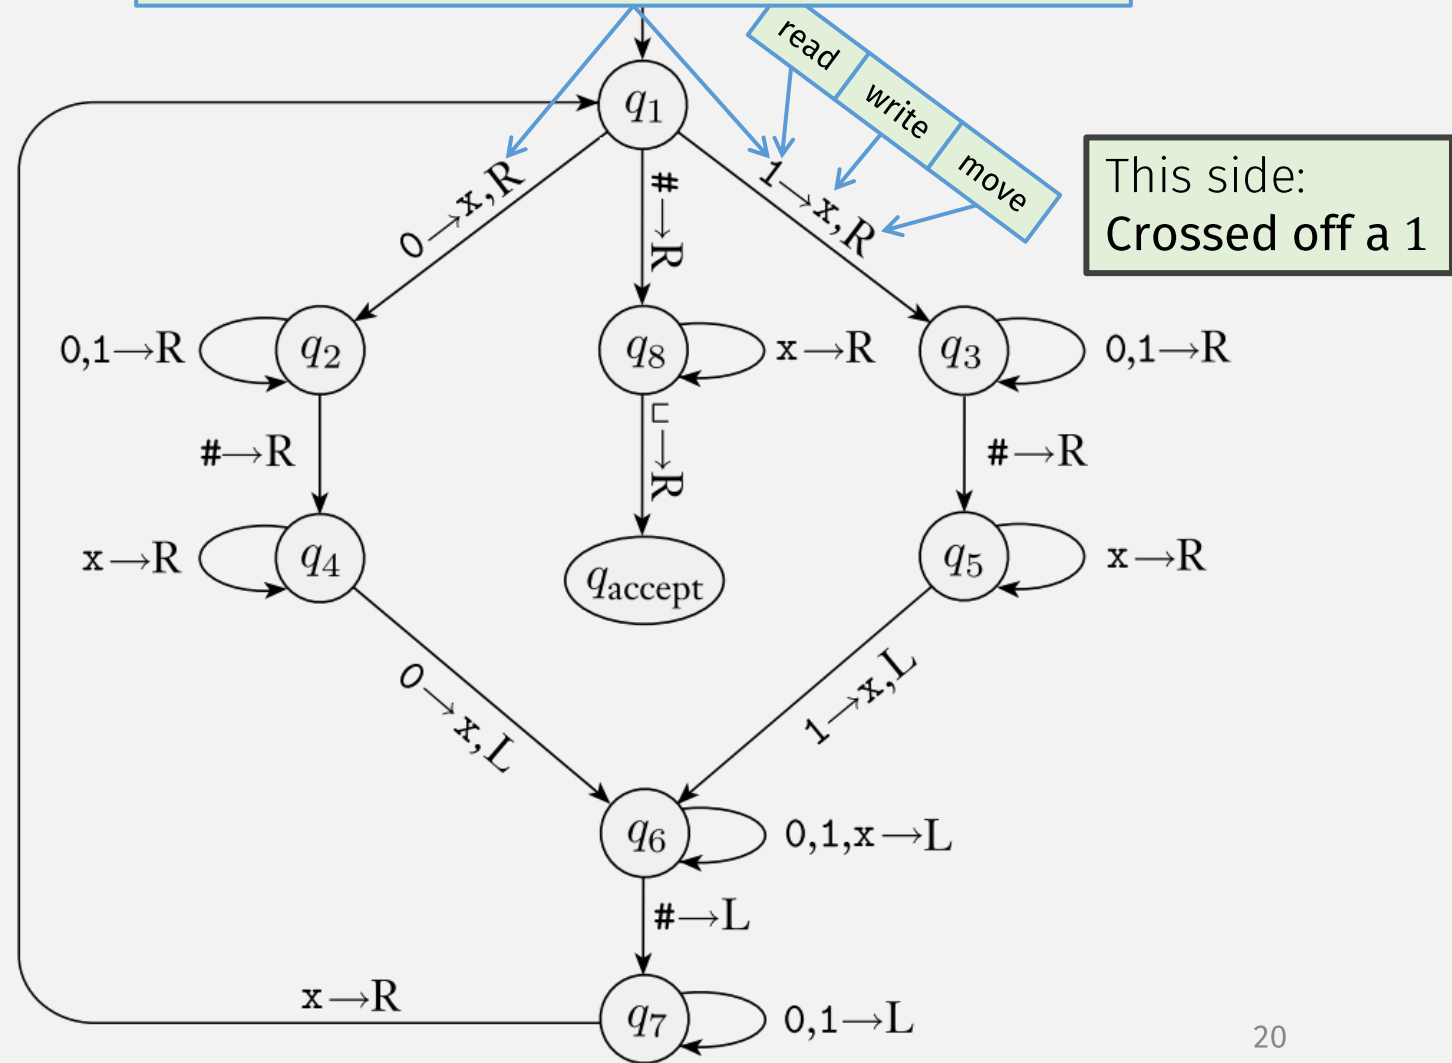 read
write
move
q1
0→x,R
#→R
1→x,R
This side:
Crossed off a 1
0,1→R
q2
q8
x→R
q3
0,1→R
#→R
⊔→R
#→R
x→R
q4
qaccept
q5
x→R
0→x,L
1→x,L
q6
0,1,x→L
#→L
x→R
q7
0,1→L
20